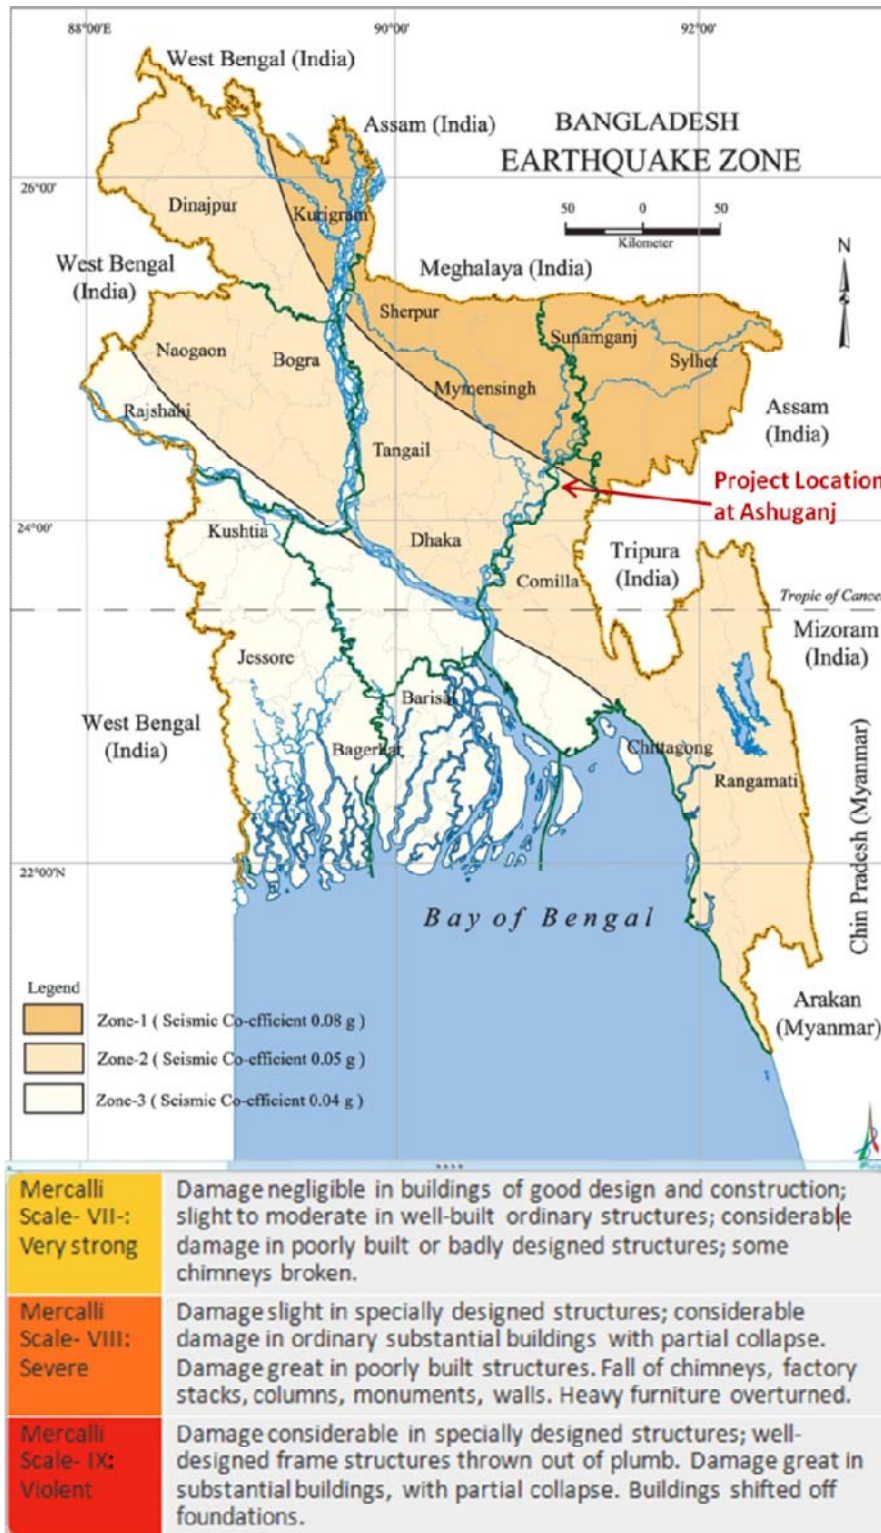 88°00'E
90°00'
92°00'
West Bengal (India)
Assam (India)
BANGLADESH
EARTHQUAKE ZONE
26°00'
Dinajpur
Kurigram
50 0 50
Kilometer
N
West Bengal
(India)
Meghalaya (India)
Sherpur
Sunamganj
Sylhet
Naogaon
Bogra
Mymensingh
Rajshahi
Assam
(India)
Tangail
Project Location
at Ashuganj
24°00'
Kushtia
Dhaka
Tripura
(India)
Comilla
Tropic of Cancer
Mizoram
(India)
Jessore
Barisal
West Bengal
(India)
Bagerhat
Chittagong
Rangamati
Chin Pradesh (Myanmar)
22°00'N
Bay of Bengal
Legend
Arakan
(Myanmar)
Zone-1 ( Seismic Co-efficient 0.08 g )
Zone-2 ( Seismic Co-efficient 0.05 g )
Zone-3 ( Seismic Co-efficient 0.04 g )
Mercalli Damage negligible in buildings of good design and construction;
Scale- VII-: slight to moderate in well-built ordinary structures; considerable
Very strong damage in poorly built or badly designed structures; some
chimneys broken.
Mercalli Damage slight in specially designed structures; considerable
Scale- VIII: damage in ordinary substantial buildings with partial collapse.
Severe Damage great in poorly built structures. Fall of chimneys, factory
stacks, columns, monuments, walls. Heavy furniture overturned.
Mercalli Damage considerable in specially designed structures; well-
Scale- IX: designed frame structures thrown out of plumb. Damage great in
Violent substantial buildings, with partial collapse. Buildings shifted off
foundations.